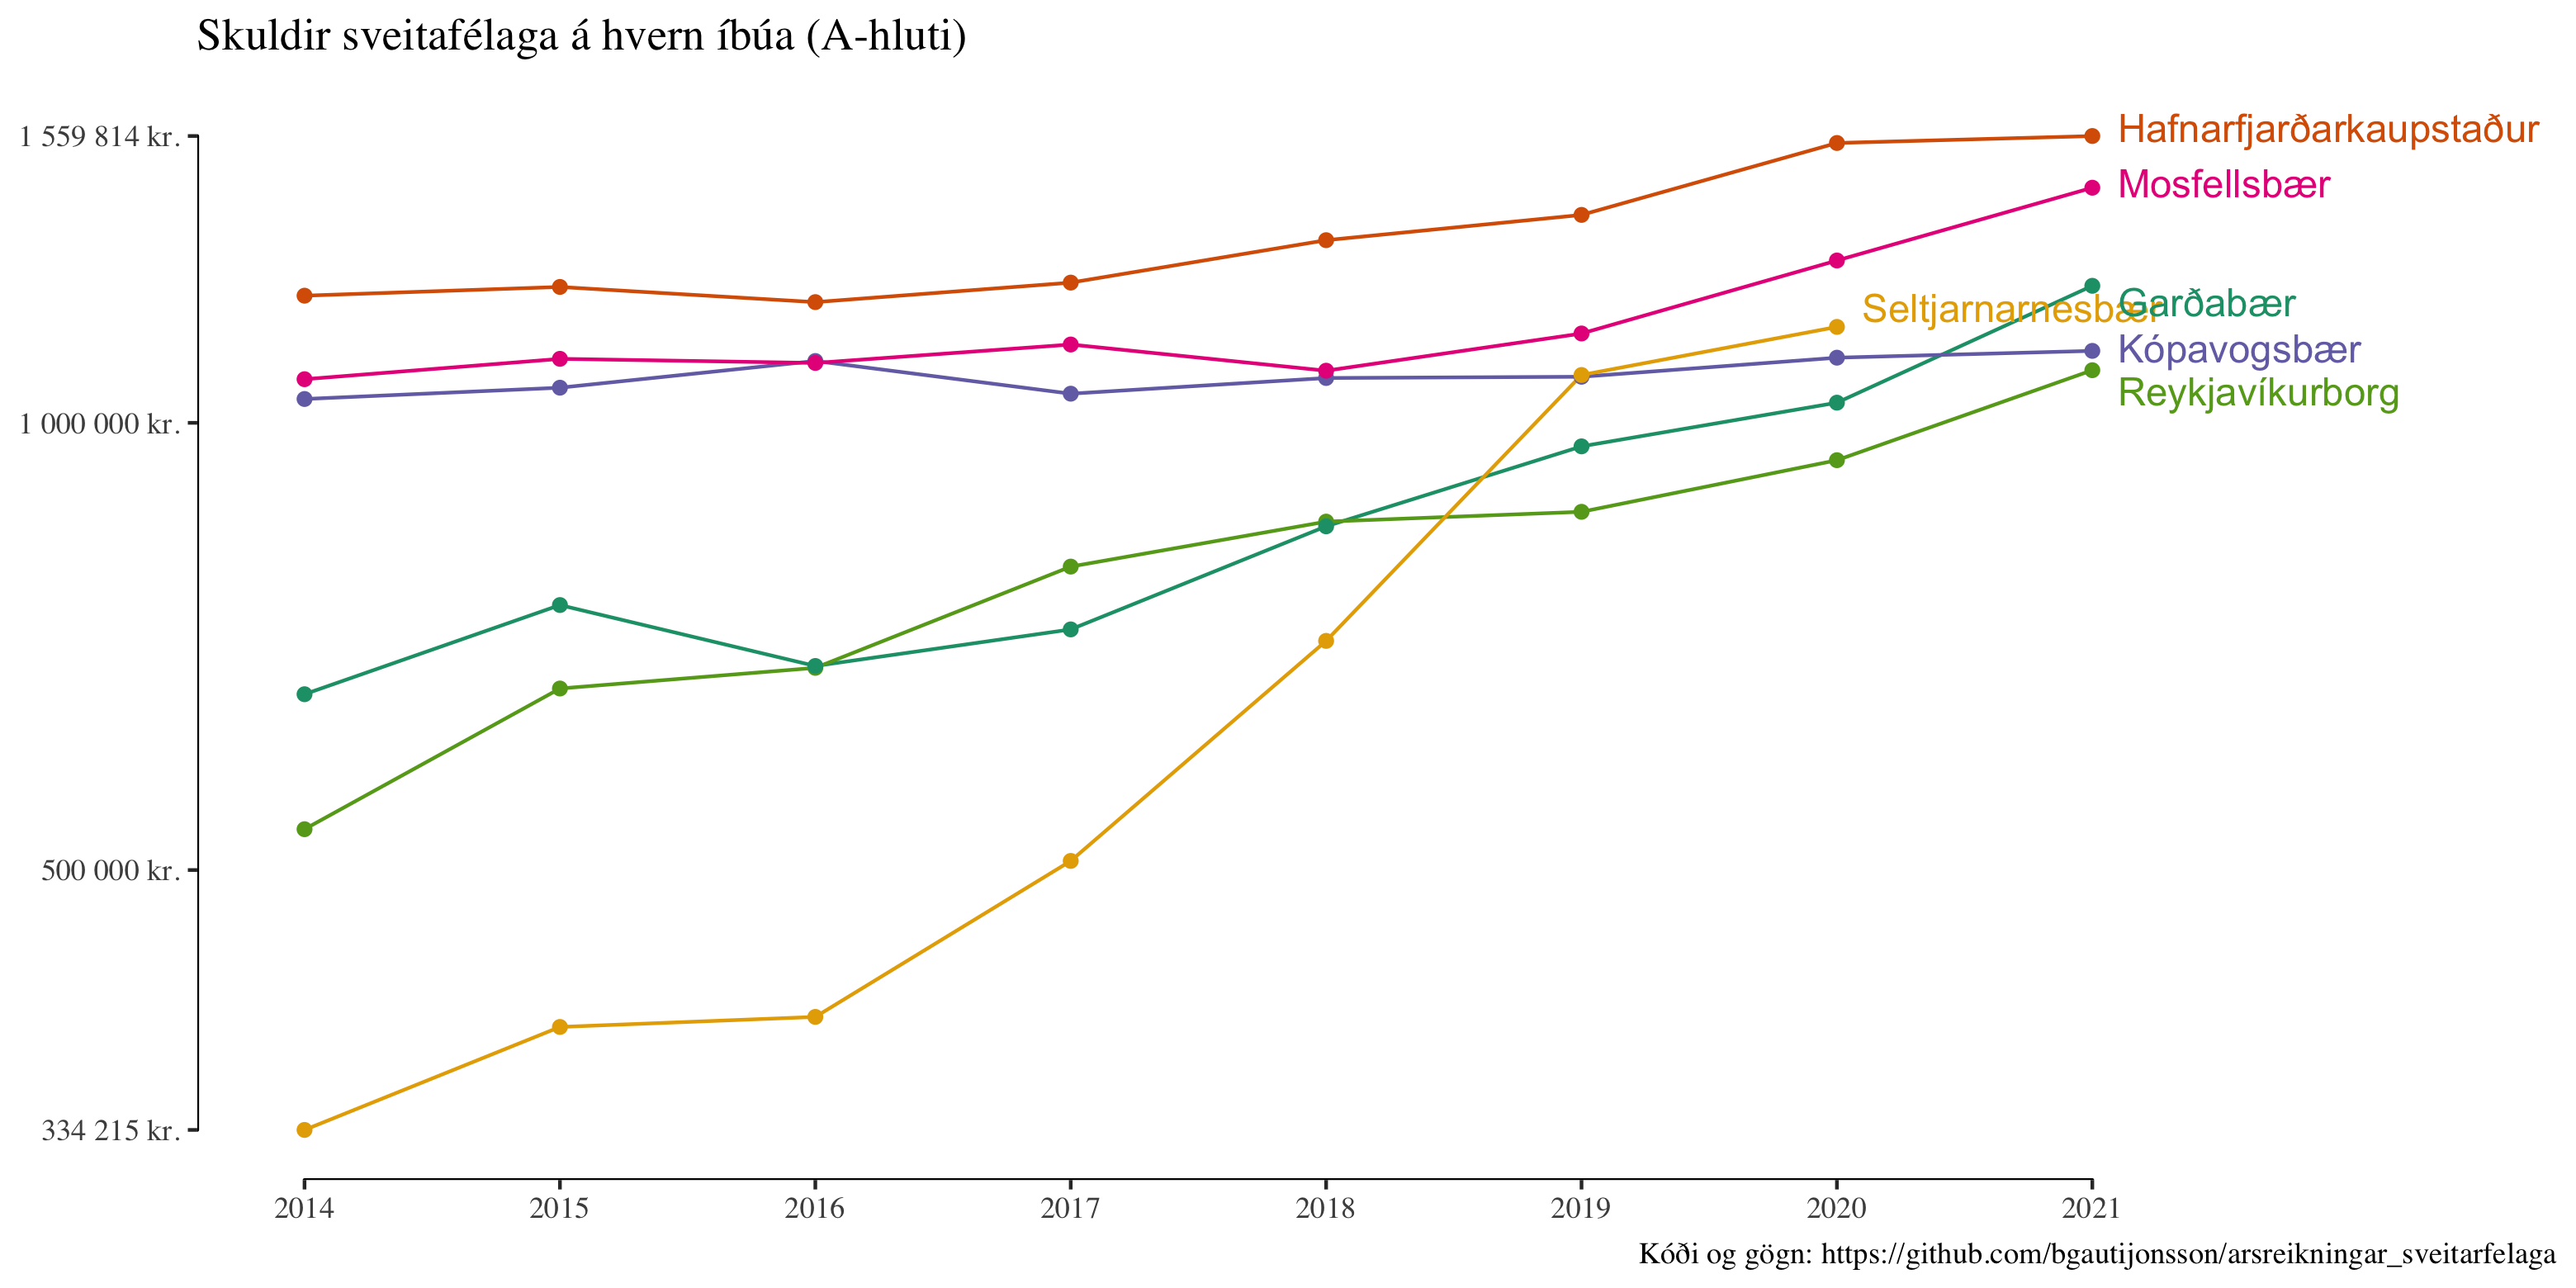 Skuldir sveitafélaga á hvern íbúa (A-hluti)
1 559 814 kr.
1 000 000 kr.
500 000 kr.
334 215 kr.
Hafnarfjarðarkaupstaður
Mosfellsbær
Seltjarnarnesbær
Garðabær
Kópavogsbær
Reykjavíkurborg
2014 2015 2016 2017 2018 2019 2020 2021
Kóði og gögn: https://github.com/bgautijonsson/arsreikningar_sveitarfelaga